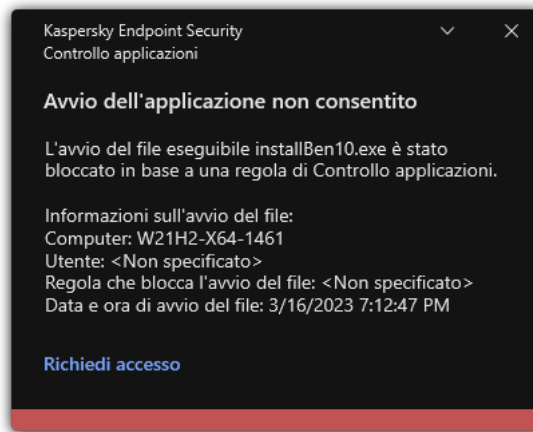 Kaspersky Endpoint Security
Controllo applicazioni
Avvio dell'applicazione non consentito
L'avvio del file eseguibile installBen10.exe è stato
bloccato in base a una regola di Controllo applicazioni.
Informazioni sull'avvio del file:
Computer: W21H2-X64-1461
Utente: <Non specificato>
Regola che blocca l'avvio del file: <Non specificato>
Data e ora di avvio del file: 3/16/2023 7:12:47 PM
Richiedi accesso